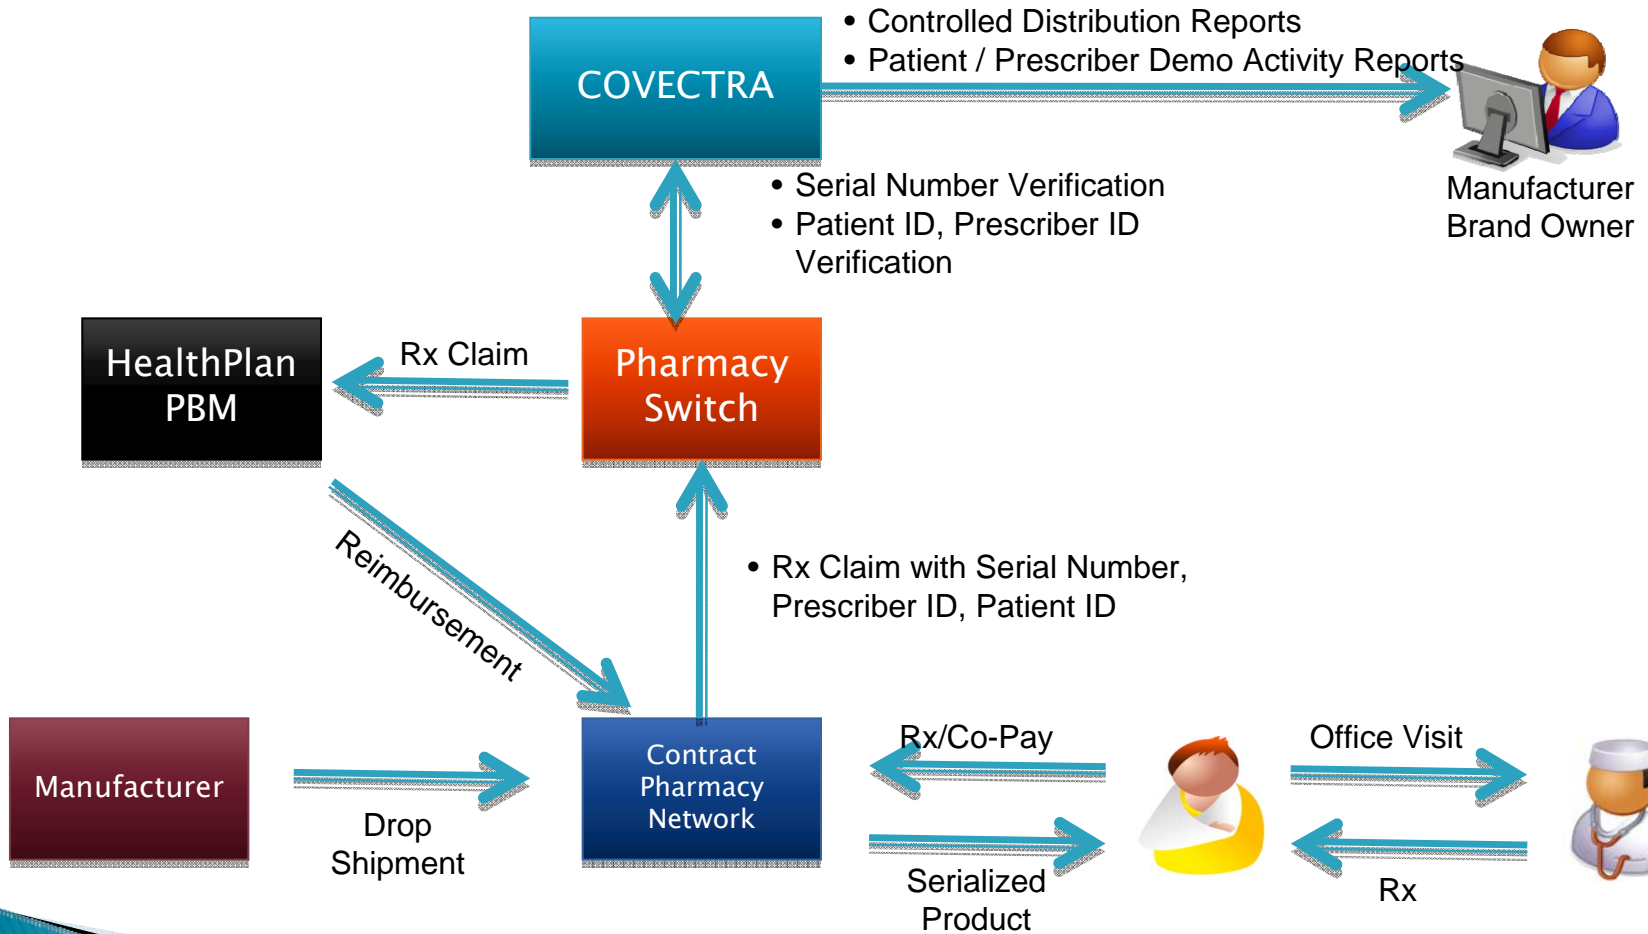 • Controlled Distribution Reports
• Patient / Prescriber Demo Activity Reports
COVECTRA
Manufacturer
Brand Owner
• Serial Number Verification
• Patient ID, Prescriber ID
Verification
HealthPlan
PBM
Rx Claim
Pharmacy
Switch
Reimbursement
• Rx Claim with Serial Number,
Prescriber ID, Patient ID
Manufacturer
Drop
Shipment
Contract
Pharmacy
Network
Rx/Co-Pay
Serialized
Product
Office Visit
Rx